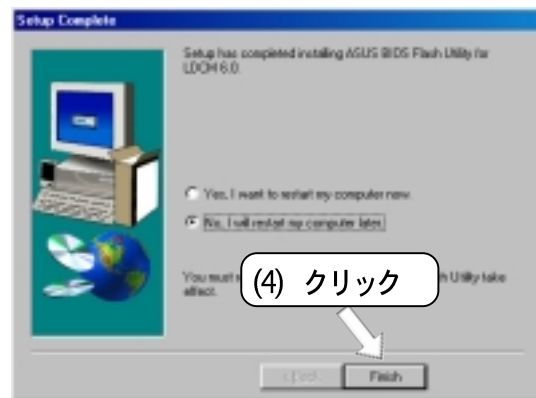 Setup Complete
Setup has completed installing ASUS BIOS Flash Utility for
LDCM 6.0.
Yes, I want to restart my computer now.
No, I will restart my computer later.
You must
h Utility take
effect.
(4) クリック
< Back
Finish